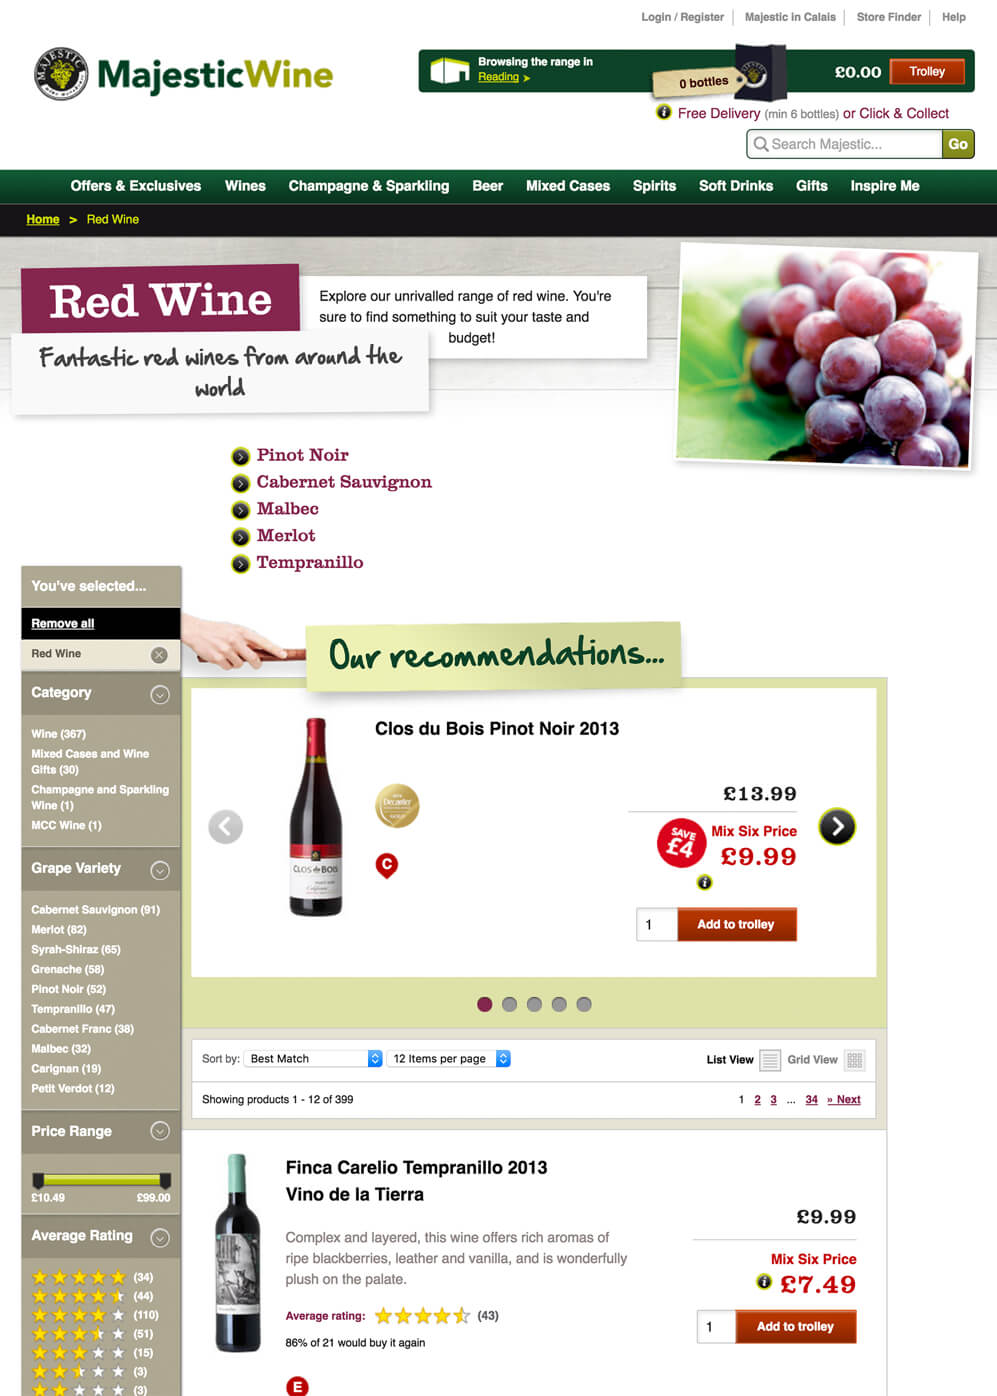 Login / Register
Majestic in Calais
Store Finder
Help
MAJESTIC
MajesticWine
Browsing the range in
Reading >
0 bottles
£0.00
Trolley
Free Delivery (min 6 bottles) or Click & Collect
Search Majestic...
Go
Offers & Exclusives
Wines
Champagne & Sparkling
Beer
Mixed Cases
Spirits
Soft Drinks
Gifts
Inspire Me
Home > Red Wine
Red Wine
Fantastic red wines from around the
world
Explore our unrivalled range of red wine. You're
sure to find something to suit your taste and
budget!
Pinot Noir
Cabernet Sauvignon
Malbec
Merlot
Tempranillo
You've selected...
Remove all
Red Wine
Category
Wine (367)
Mixed Cases and Wine
Gifts (30)
Champagne and Sparkling
Wine (1)
MCC Wine (1)
Grape Variety
Cabernet Sauvignon (91)
Merlot (82)
Syrah-Shiraz (65)
Grenache (58)
Pinot Noir (52)
Tempranillo (47)
Cabernet Franc (38)
Malbec (32)
Carignan (19)
Petit Verdot (12)
Price Range
£10.49
£99.00
Average Rating
(34)
(44)
(110)
(51)
(15)
(3)
(3)
Our recommendations...
Clos du Bois Pinot Noir 2013
Decanter
CLOS du BOIS
C
£13.99
SAVE
£4
Mix Six Price
£9.99
1
Add to trolley
Sort by:
Best Match
12 Items per page
List View
Grid View
Showing products 1 - 12 of 399
1 2 3 ... 34 » Next
Finca Carelio Tempranillo 2013
Vino de la Tierra
Complex and layered, this wine offers rich aromas of
ripe blackberries, leather and vanilla, and is wonderfully
plush on the palate.
Average rating: (43)
86% of 21 would buy it again
E
£9.99
Mix Six Price
£7.49
1
Add to trolley